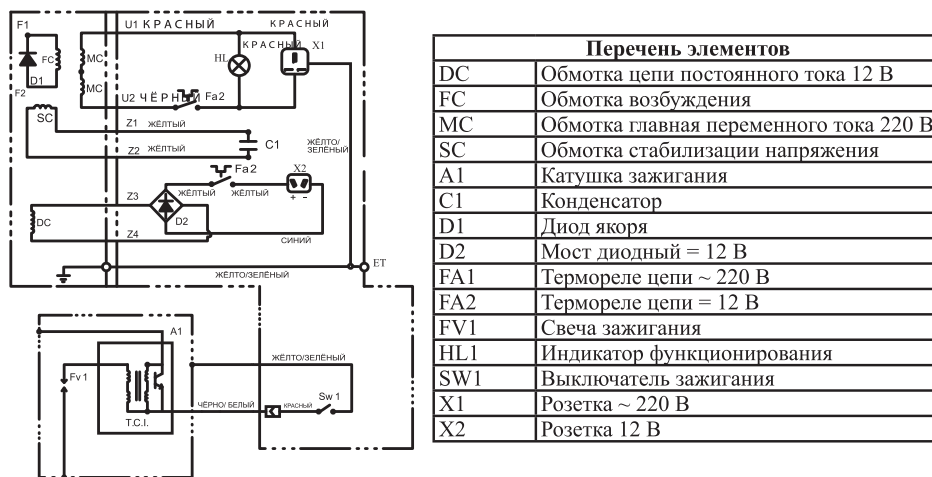 F1
U1 КРАСНЫЙ
КРАСНЫЙ
КРАСНЫЙ
X1
FC
MC
HL
D1
F2
MC
U2 ЧЁРНЫЙ
Fa2
SC
Z1 ЖЁЛТЫЙ
C1
Z2 ЖЁЛТЫЙ
ЖЁЛТО/
ЗЕЛЁНЫЙ
Fa2
X2
ЖЁЛТЫЙ
ЖЁЛТЫЙ
+ -
Z3
DC
D2
Z4
СИНИЙ
ET
ЖЁЛТО/ЗЕЛЁНЫЙ
A1
ЖЁЛТО/ЗЕЛЁНЫЙ
Fv 1
Sw 1
ЧЁРНО/ БЕЛЫЙ
КРАСНЫЙ
T.C.I.
Перечень элементов
DC Обмотка цепи постоянного тока 12 В
FC Обмотка возбуждения
MC Обмотка главная переменного тока 220 В
SC Обмотка стабилизации напряжения
A1 Катушка зажигания
C1 Конденсатор
D1 Диод якоря
D2 Мост диодный = 12 В
FA1 Термореле цепи ~ 220 В
FA2 Термореле цепи = 12 В
FV1 Свеча зажигания
HL1 Индикатор функционирования
SW1 Выключатель зажигания
X1 Розетка ~ 220 В
X2 Розетка 12 В